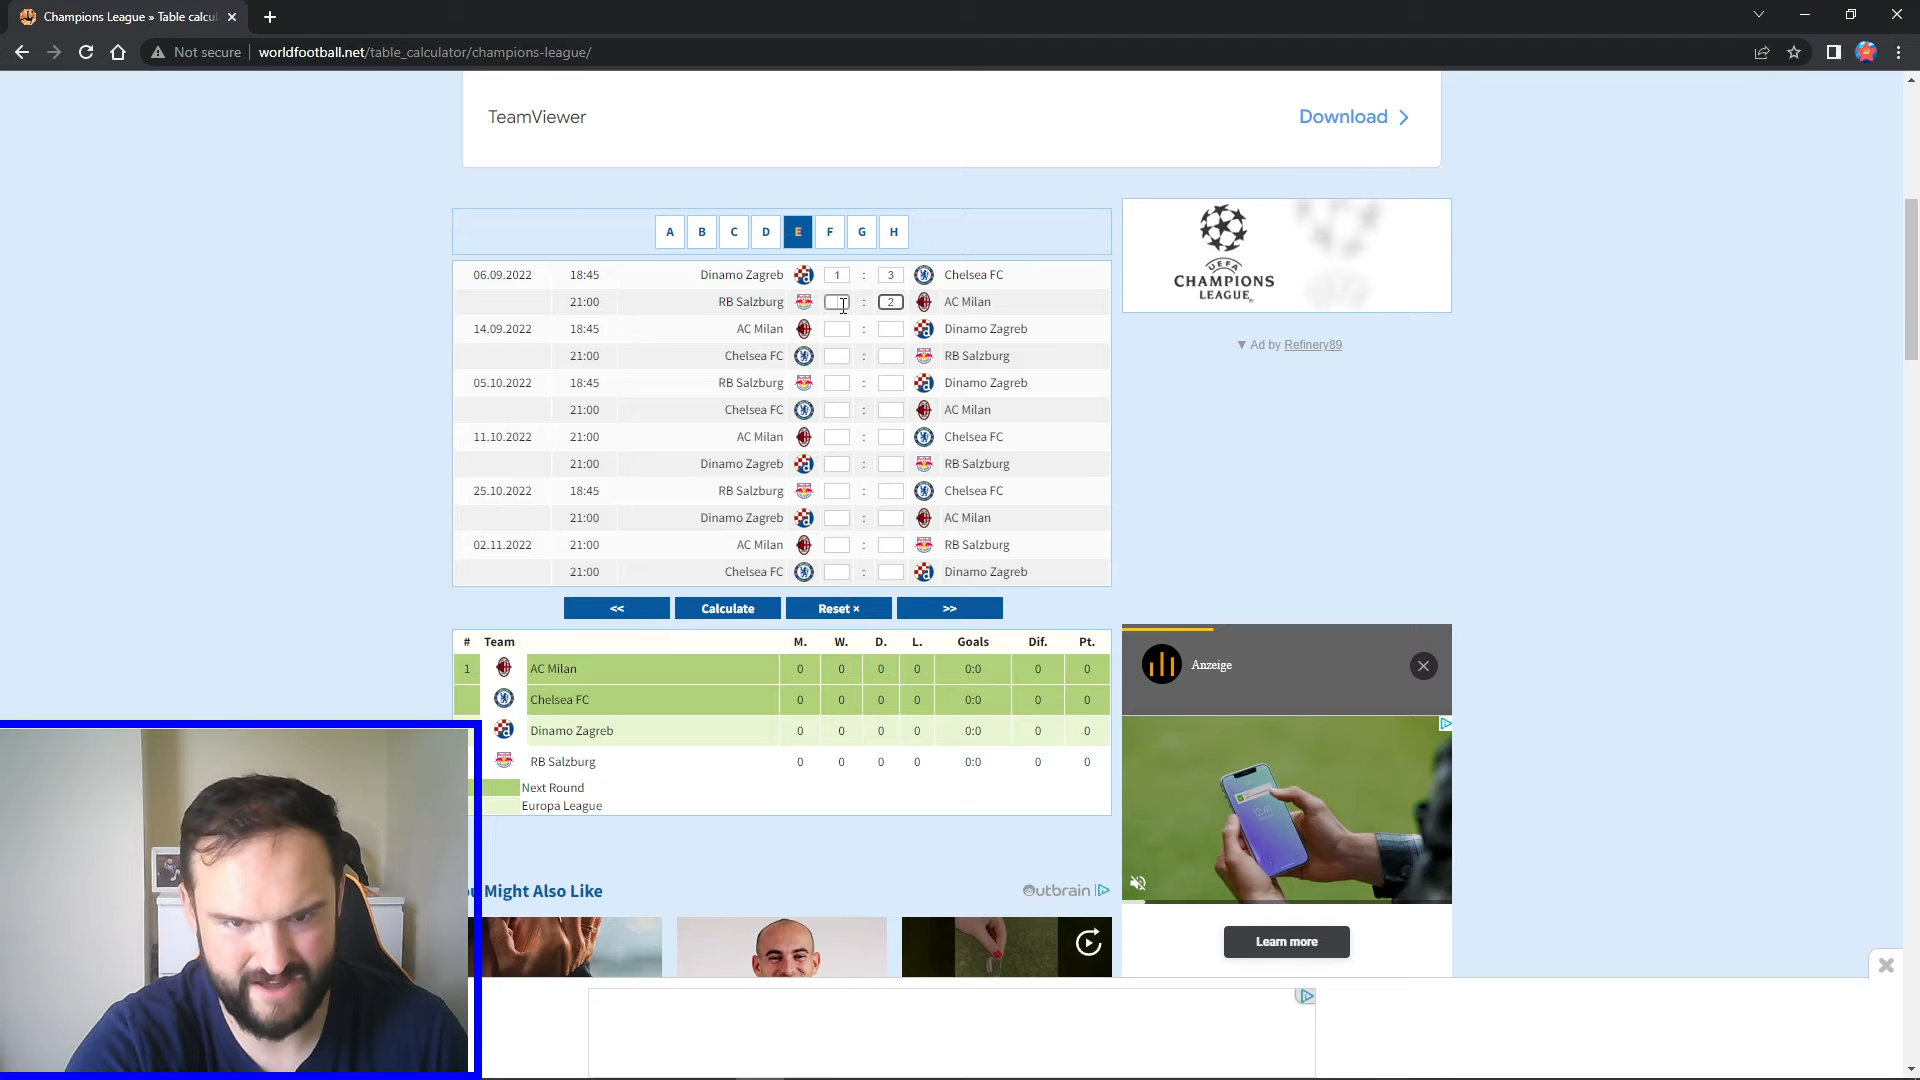 Champions League » Table calcul
Not secure worldfootball.net/table_calculator/champions-league/
TeamViewer Download
A B C D E F G H
06.09.2022 18:45 Dinamo Zagreb 1 : 3 Chelsea FC
21:00 RB Salzburg : 2 AC Milan
14.09.2022 18:45 AC Milan : Dinamo Zagreb
21:00 Chelsea FC : RB Salzburg
05.10.2022 18:45 RB Salzburg : Dinamo Zagreb
21:00 Chelsea FC : AC Milan
11.10.2022 21:00 AC Milan : Chelsea FC
21:00 Dinamo Zagreb : RB Salzburg
25.10.2022 18:45 RB Salzburg : Chelsea FC
21:00 Dinamo Zagreb : AC Milan
02.11.2022 21:00 AC Milan : RB Salzburg
21:00 Chelsea FC : Dinamo Zagreb
<< Calculate Reset × >>
# Team M. W. D. L. Goals Dif. Pt.
1 AC Milan 0 0 0 0 0:0 0 0
Chelsea FC 0 0 0 0 0:0 0 0
Dinamo Zagreb 0 0 0 0 0:0 0 0
RB Salzburg 0 0 0 0 0:0 0 0
Next Round
Europa League
UEFA
CHAMPIONS
LEAGUE
▼ Ad by Refinery89
Anzeige
u Might Also Like
Outbrain
Learn more